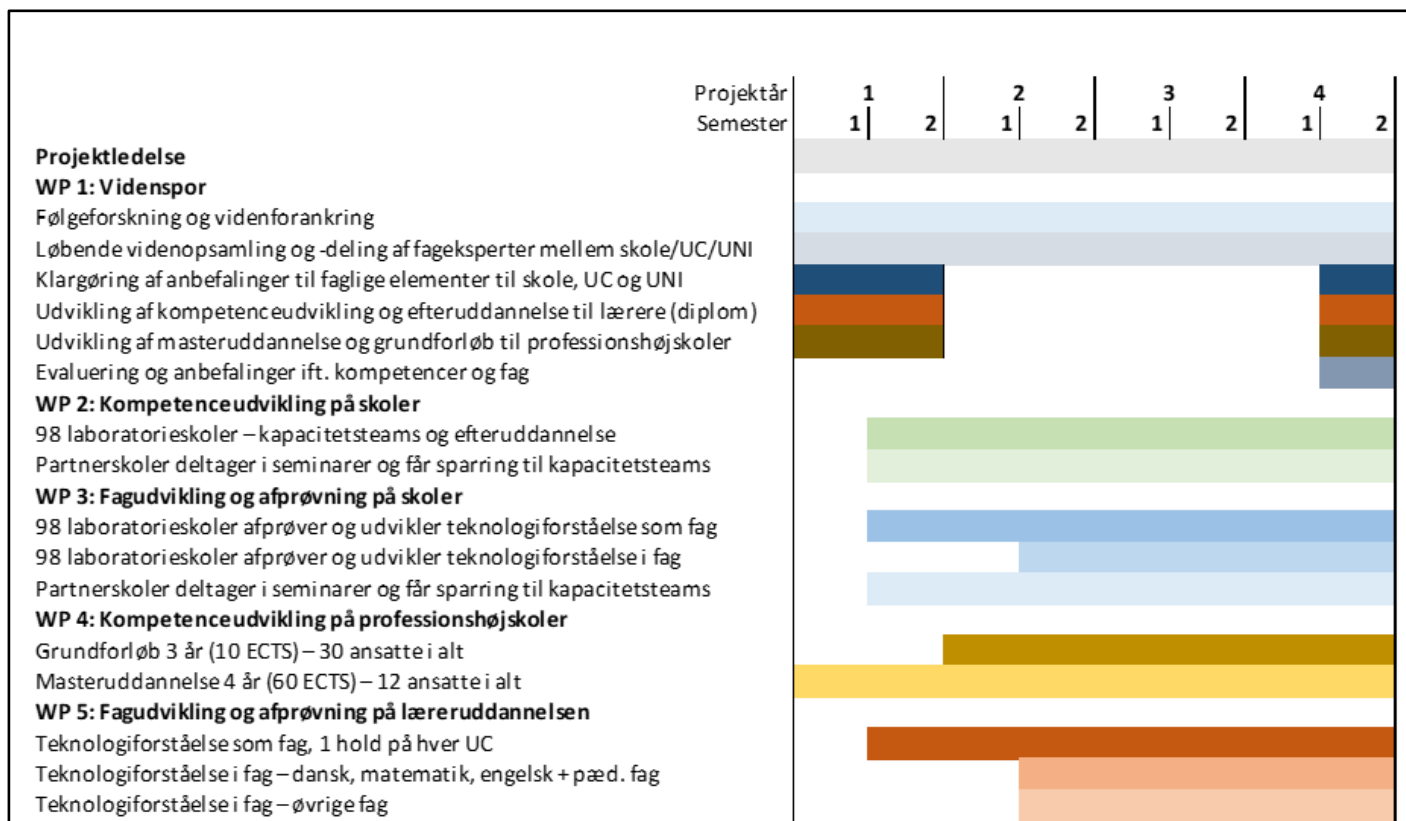 Projektår 1 2 3 4
Semester 1 2 1 2 1 2 1 2
Projektledelse
WP 1: Videnspor
Følgeforskning og videnforankring
Løbende videnopsamling og -deling af fageksperter mellem skole/UC/UNI
Klargøring af anbefalinger til faglige elementer til skole, UC og UNI
Udvikling af kompetenceudvikling og efteruddannelse til lærere (diplom)
Udvikling af masteruddannelse og grundforløb til professionshøjskoler
Evaluering og anbefalinger ift. kompetencer og fag
WP 2: Kompetenceudvikling på skoler
98 laboratorieskoler – kapacitetsteams og efteruddannelse
Partnerskoler deltager i seminarer og får sparring til kapacitetsteams
WP 3: Fagudvikling og afprøvning på skoler
98 laboratorieskoler afprøver og udvikler teknologiforståelse som fag
98 laboratorieskoler afprøver og udvikler teknologiforståelse i fag
Partnerskoler deltager i seminarer og får sparring til kapacitetsteams
WP 4: Kompetenceudvikling på professionshøjskoler
Grundforløb 3 år (10 ECTS) – 30 ansatte i alt
Masteruddannelse 4 år (60 ECTS) – 12 ansatte i alt
WP 5: Fagudvikling og afprøvning på læreruddannelsen
Teknologiforståelse som fag, 1 hold på hver UC
Teknologiforståelse i fag – dansk, matematik, engelsk + pæd. fag
Teknologiforståelse i fag – øvrige fag